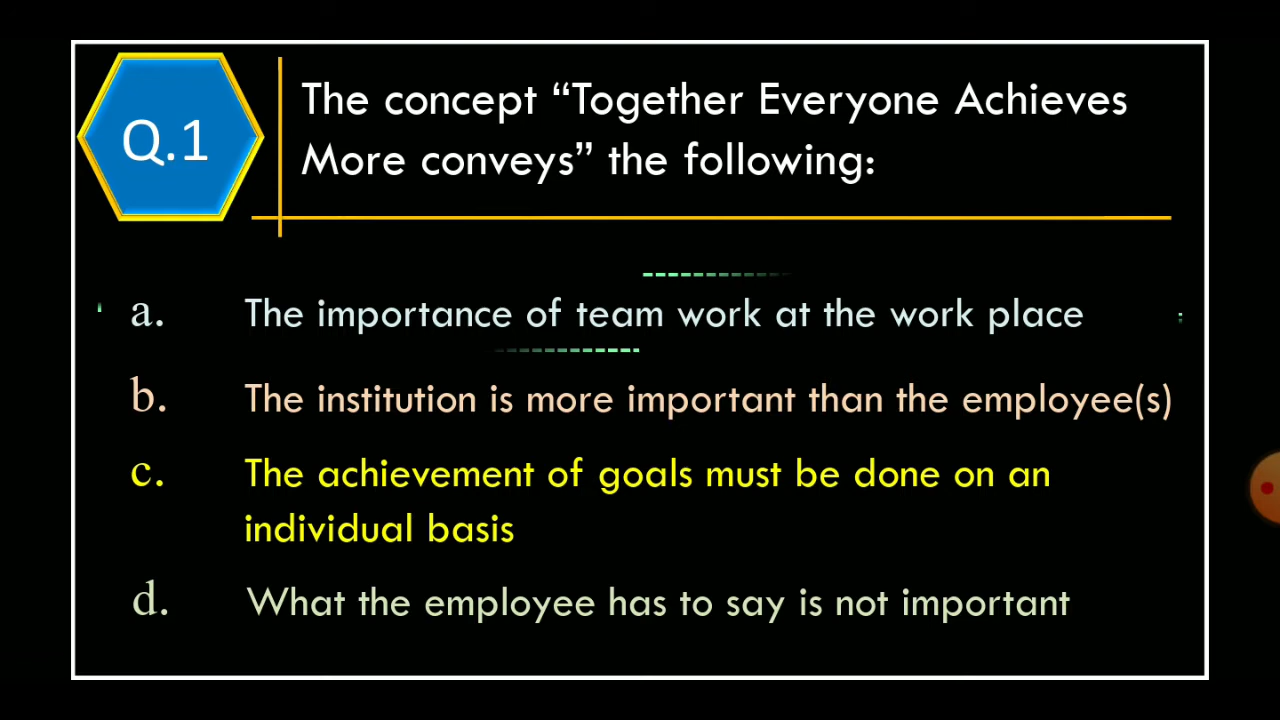 Q.1
The concept “Together Everyone Achieves
More conveys” the following:
a. The importance of team work at the work place
b. The institution is more important than the employee(s)
c. The achievement of goals must be done on an
individual basis
d. What the employee has to say is not important